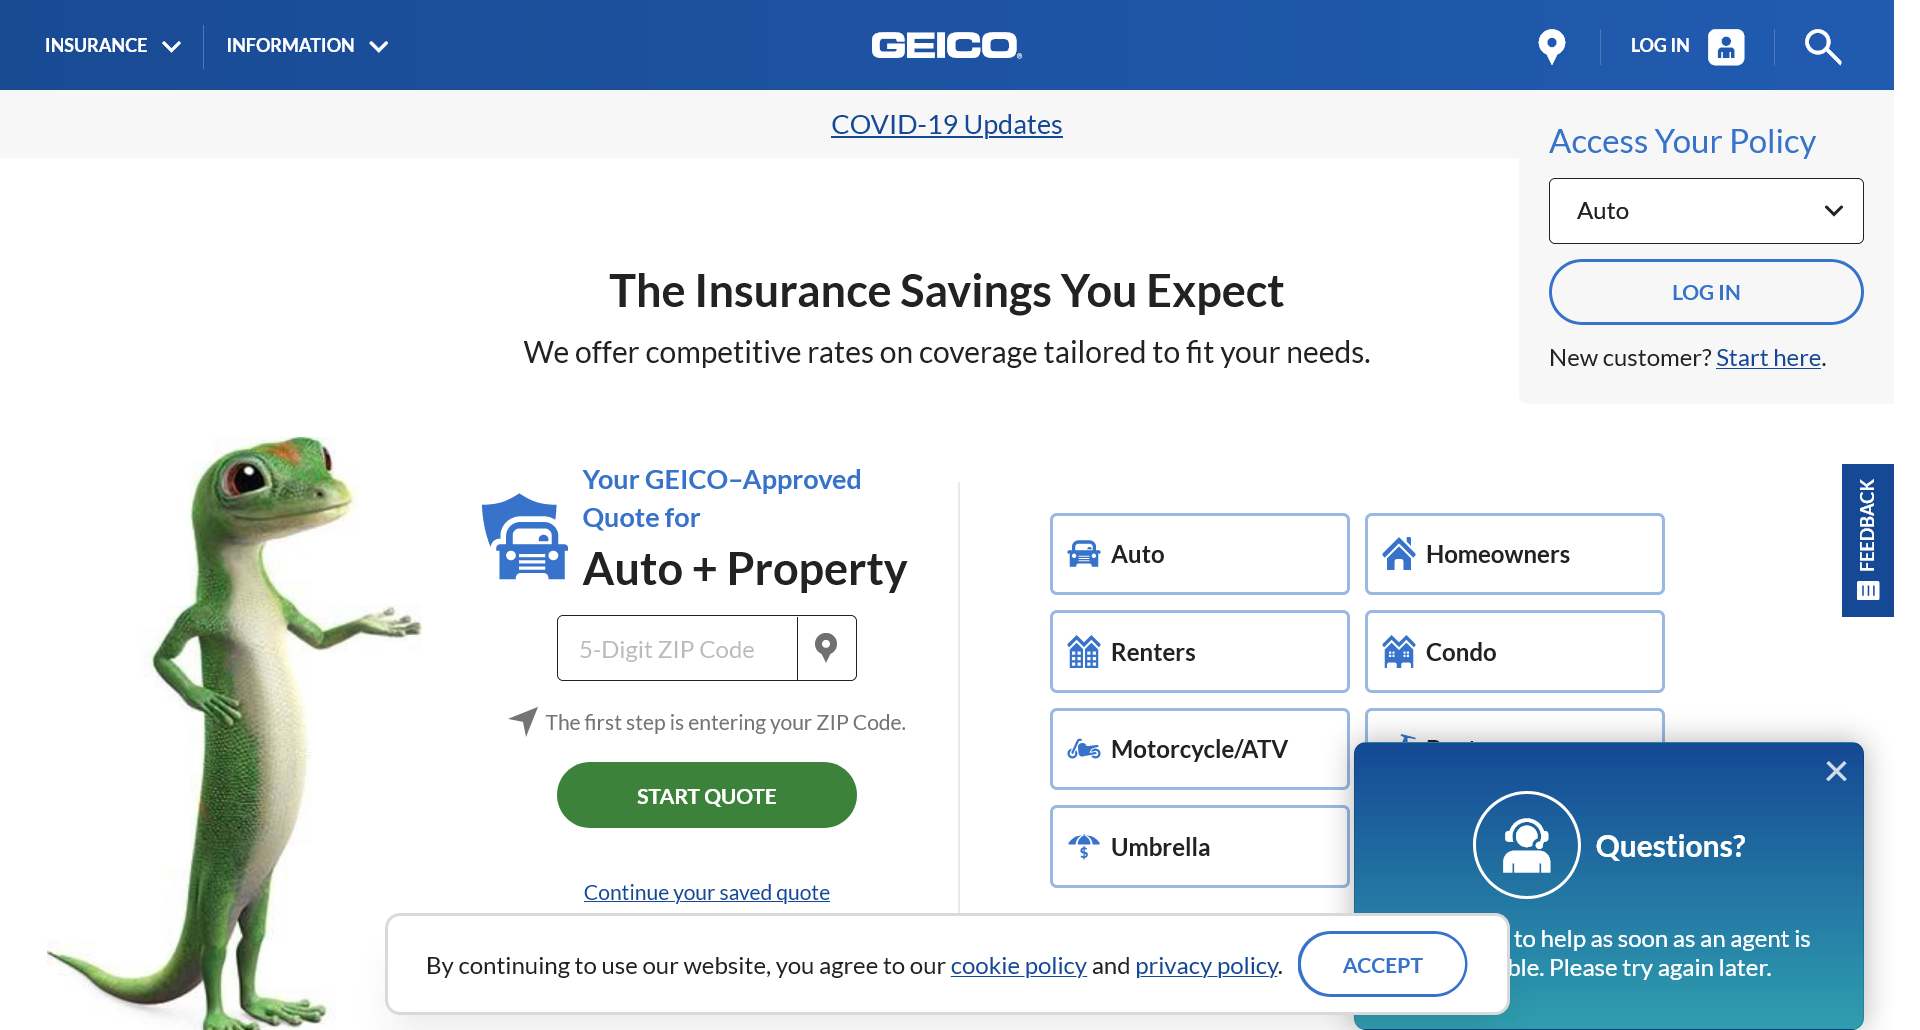 INSURANCE
INFORMATION
GEICO®
LOG IN
COVID-19 Updates
Access Your Policy
Auto
LOG IN
New customer? Start here.
The Insurance Savings You Expect
We offer competitive rates on coverage tailored to fit your needs.
Your GEICO–Approved
Quote for
Auto + Property
5-Digit ZIP Code
The first step is entering your ZIP Code.
START QUOTE
Continue your saved quote
Auto
Homeowners
Renters
Condo
Motorcycle/ATV
Umbrella
$
FEEDBACK
Questions?
to help as soon as an agent is
Please try again later.
By continuing to use our website, you agree to our cookie policy and privacy policy.
ACCEPT